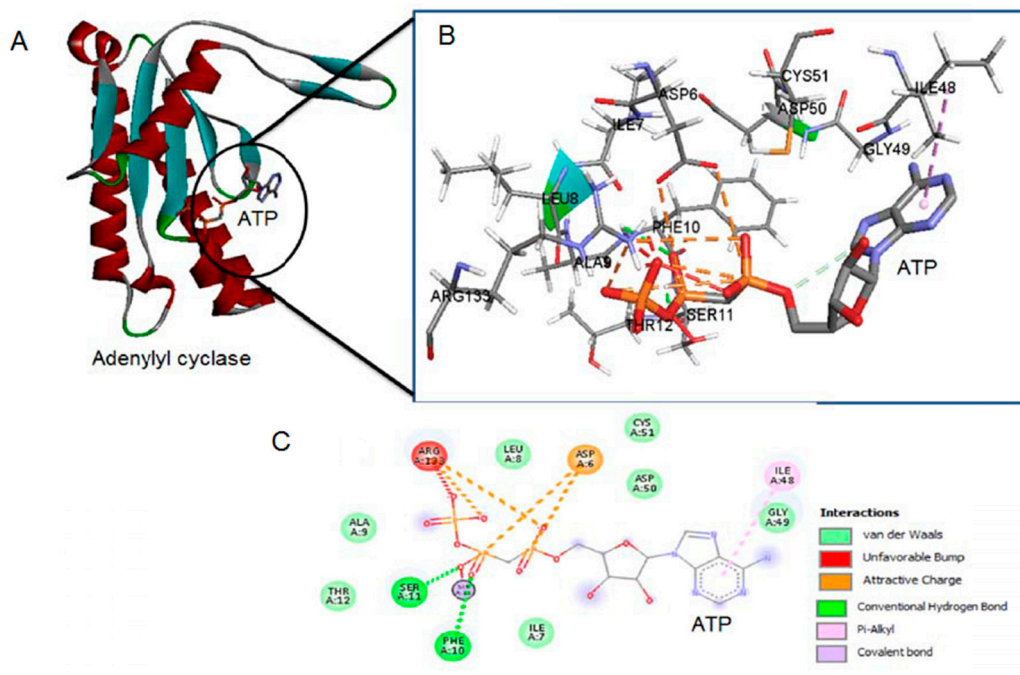 A
ATP
Adenylyl cyclase
B
CYS51
ASP6
ASP50
ILE48
ILE7
GLY49
LEU8
PHE10
ALA9
ATP
ARG133
SER11
THR12
C
CYS
A:51
ARG
A:133
LEU
A:8
ASP
A:6
ILE
A:48
ASP
A:50
GLY
A:49
ALA
A:9
SER
A:11
THR
A:12
PHE
A:10
ILE
A:7
ATP
Interactions
van der Waals
Unfavorable Bump
Attractive Charge
Conventional Hydrogen Bond
Pi-Alkyl
Covalent bond